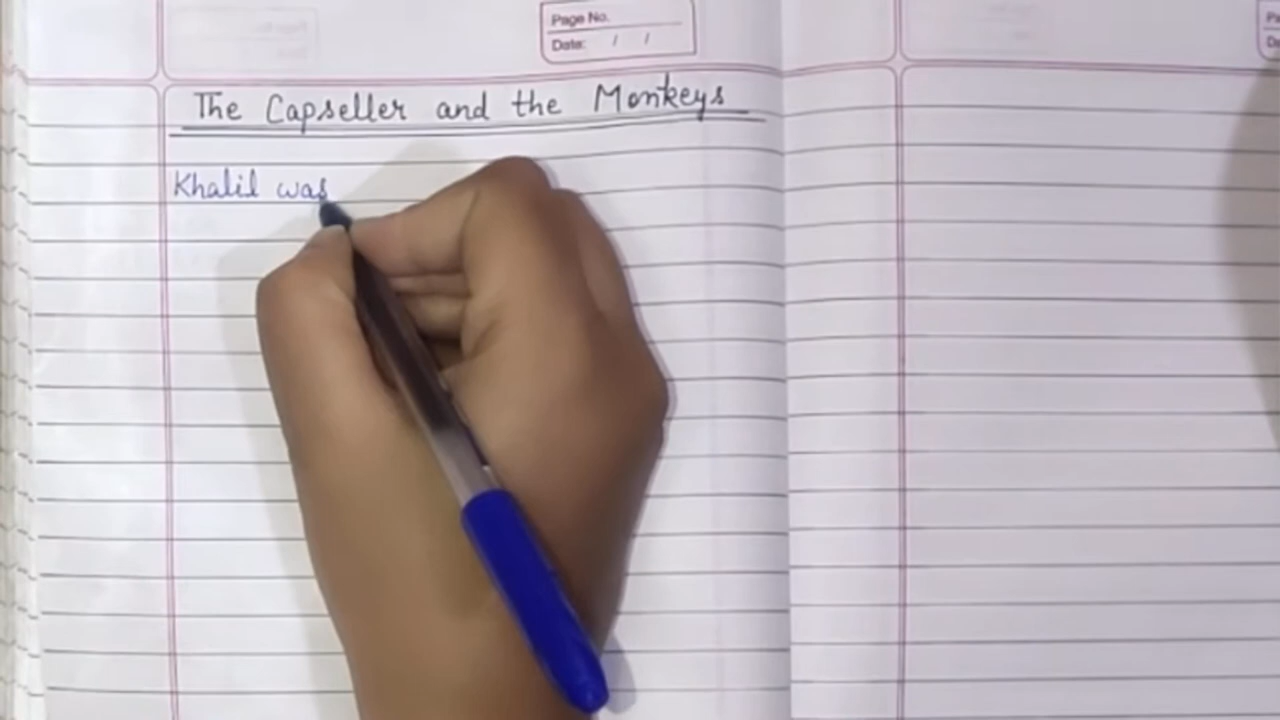 Page No.
Date: / /
The Capseller and the Monkeys
Khalil was